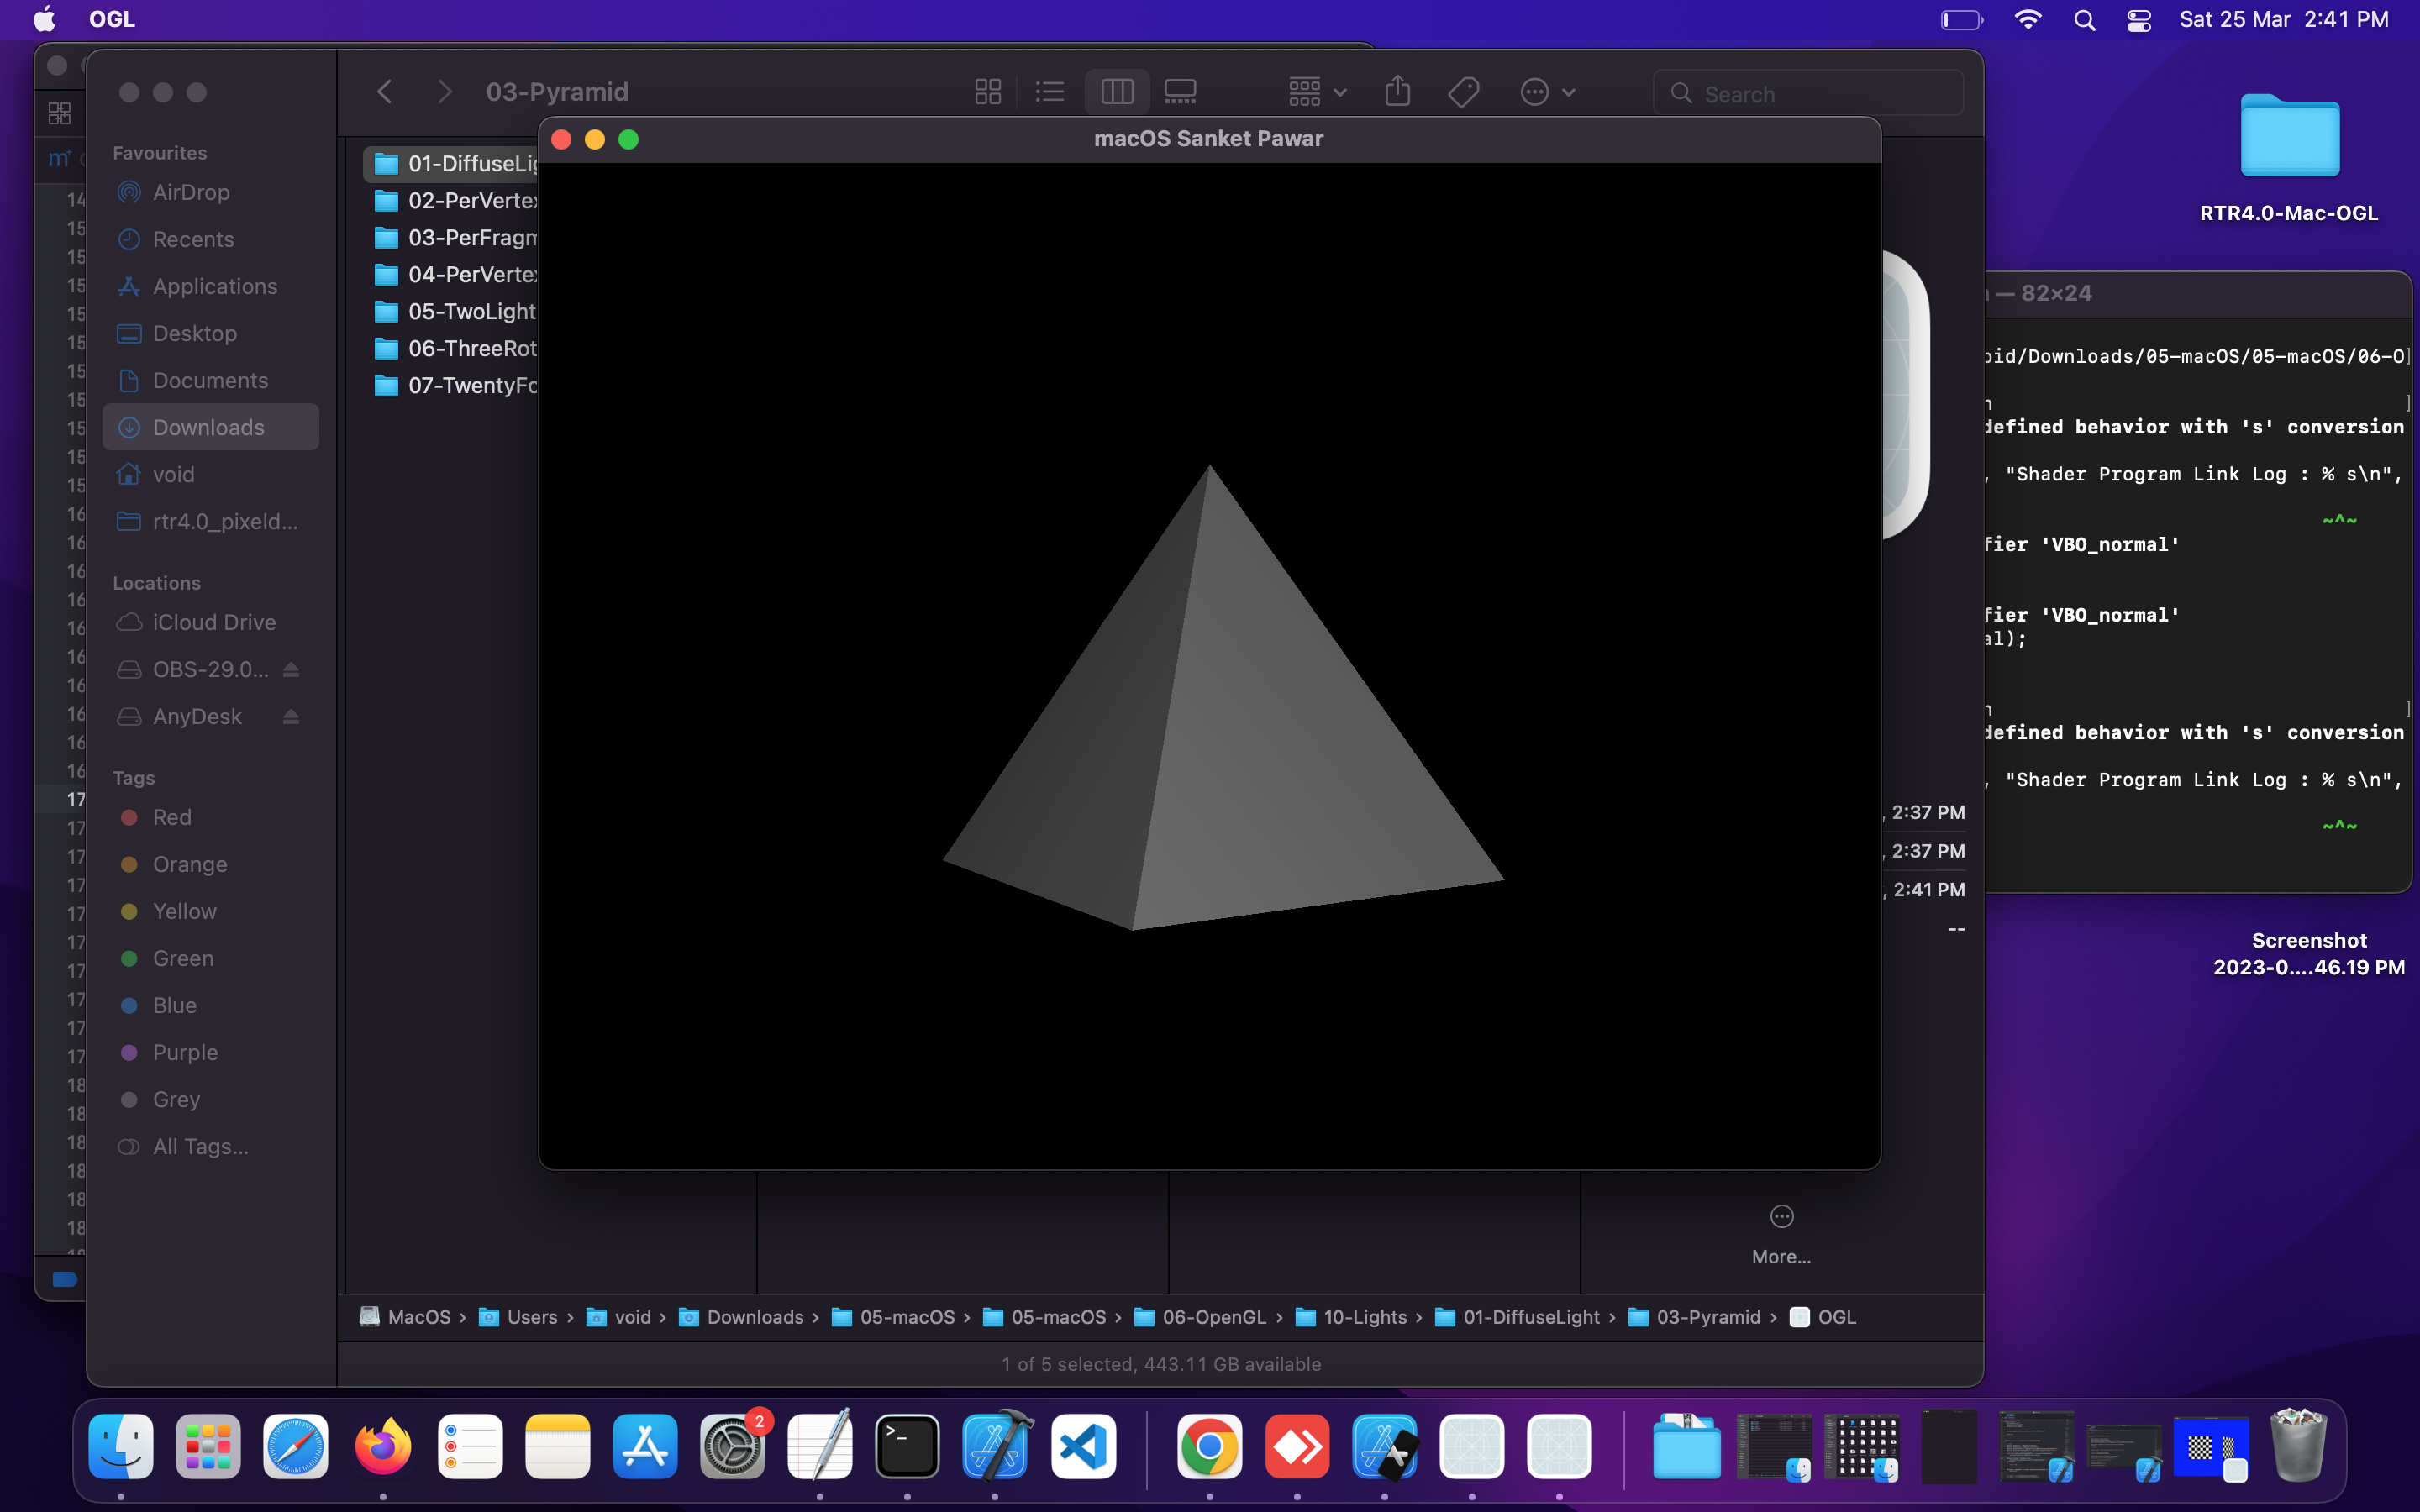 OGL
Sat 25 Mar 2:41 PM
03-Pyramid
Search
macOS Sanket Pawar
Favourites
AirDrop
Recents
Applications
Desktop
Documents
Downloads
void
rtr4.0_pixeld...
Locations
iCloud Drive
OBS-29.0...
AnyDesk
Tags
Red
Orange
Yellow
Green
Blue
Purple
Grey
All Tags...
01-DiffuseLig
02-PerVertex
03-PerFragm
04-PerVertex
05-TwoLight
06-ThreeRot
07-TwentyFo
RTR4.0-Mac-OGL
— 82×24
oid/Downloads/05-macOS/05-macOS/06-O]
n ]
defined behavior with 's' conversion
, "Shader Program Link Log : % s\n",
~^~
fier 'VBO_normal'
fier 'VBO_normal'
al);
n ]
defined behavior with 's' conversion
, "Shader Program Link Log : % s\n",
~^~
, 2:37 PM
, 2:37 PM
, 2:41 PM
--
Screenshot
2023-0....46.19 PM
More...
MacOS › Users › void › Downloads › 05-macOS › 05-macOS › 06-OpenGL › 10-Lights › 01-DiffuseLight › 03-Pyramid › OGL
1 of 5 selected, 443.11 GB available
2